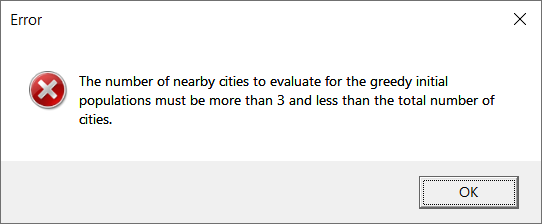 Error
The number of nearby cities to evaluate for the greedy initial
populations must be more than 3 and less than the total number of
cities.
OK